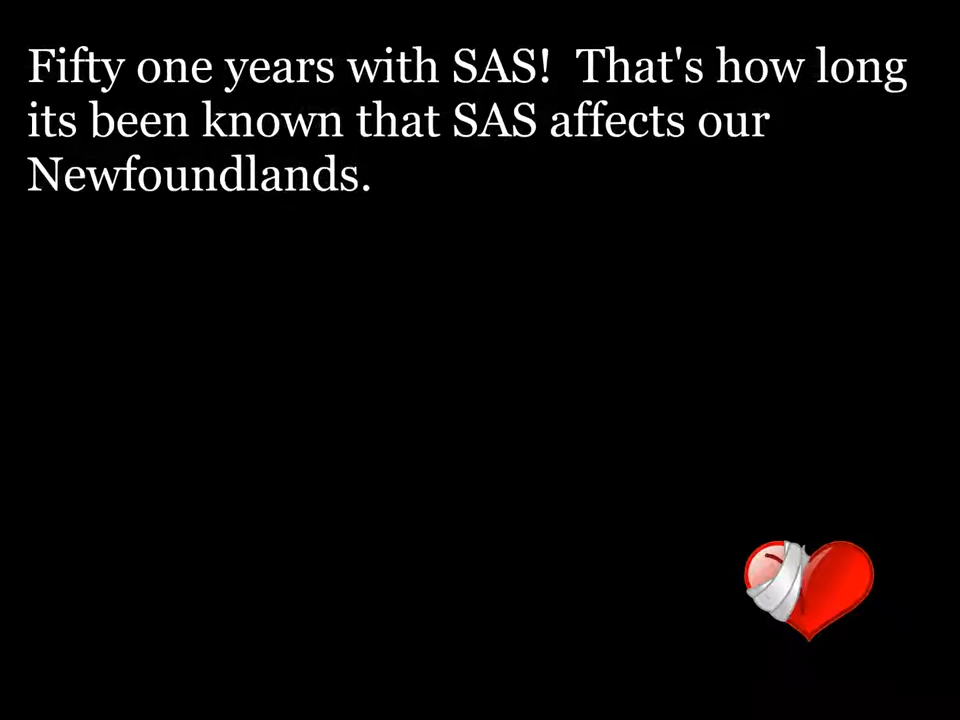 Fifty one years with SAS!  That's how long
its been known that SAS affects our
Newfoundlands.